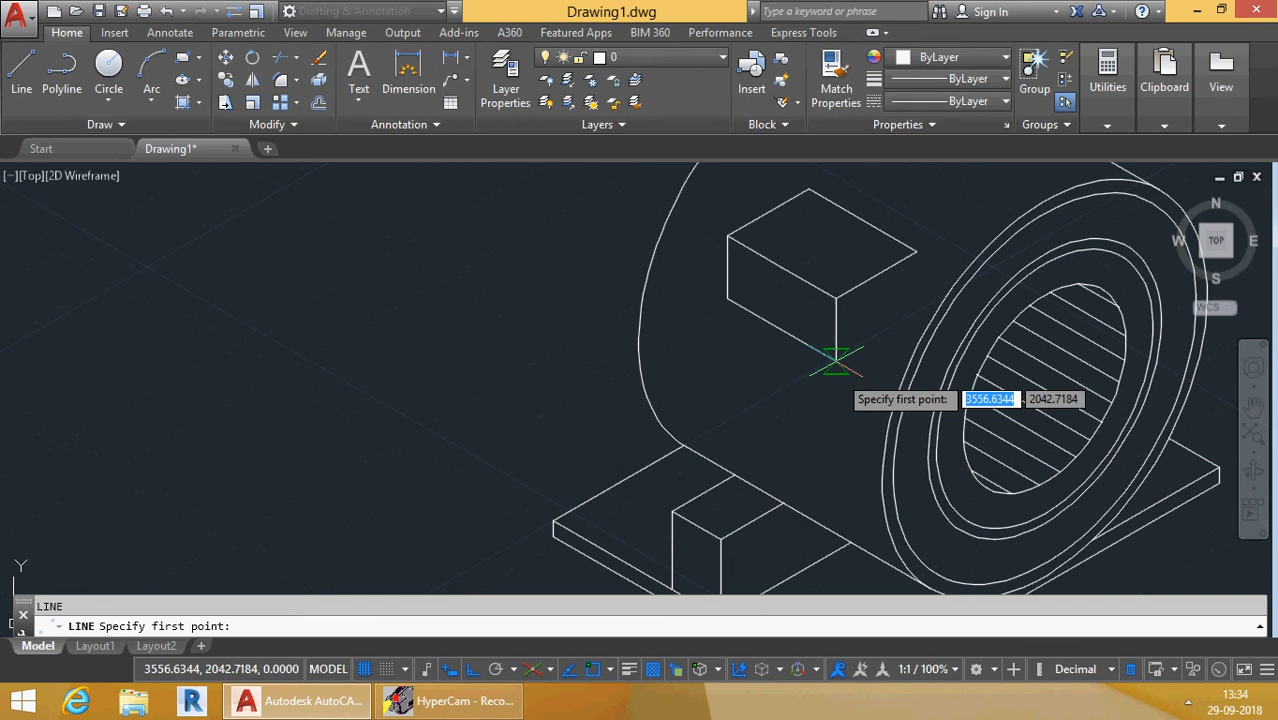 Drafting & Annotation
Drawing1.dwg
Type a keyword or phrase
Sign In
Home Insert Annotate Parametric View Manage Output Add-ins A360 Featured Apps BIM 360 Performance Express Tools
0
ByLayer
ByLayer
ByLayer
Line Polyline Circle Arc Text Dimension Layer Properties Insert Match Properties Group Utilities Clipboard View
Draw Modify Annotation Layers Block Properties Groups
Start Drawing1*
[−][Top][2D Wireframe]
N
W TOP E
S
WCS
Specify first point: 3556.6344 2042.7184
Y
LINE
LINE Specify first point:
Model Layout1 Layout2
3556.6344, 2042.7184, 0.0000 MODEL 1:1 / 100% Decimal
Autodesk AutoCA... HyperCam - Reco...
13:34
29-09-2018